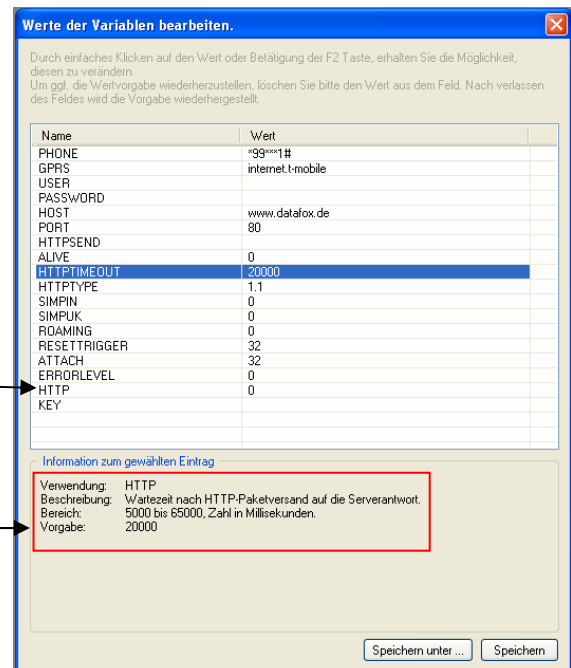 Werte der Variablen bearbeiten.
Durch einfaches Klicken auf den Wert oder Betätigung der F2 Taste, erhalten Sie die Möglichkeit,
diesen zu verändern.
Um ggf. die Wertvorgabe wiederherzustellen, löschen Sie bitte den Wert aus dem Feld. Nach verlassen
des Feldes wird die Vorgabe wiederhergestellt.
Name Wert
PHONE *99***1#
GPRS internet.t-mobile
USER
PASSWORD
HOST www.datafox.de
PORT 80
HTTPSEND
ALIVE 0
HTTPTIMEOUT 20000
HTTPTYPE 1.1
SIMPIN 0
SIMPUK 0
ROAMING 0
RESETTRIGGER 32
ATTACH 32
ERRORLEVEL 0
HTTP 0
KEY
Information zum gewählten Eintrag
Verwendung: HTTP
Beschreibung: Wartezeit nach HTTP-Paketversand auf die Serverantwort.
Bereich: 5000 bis 65000, Zahl in Millisekunden.
Vorgabe: 20000
Speichern unter ... Speichern